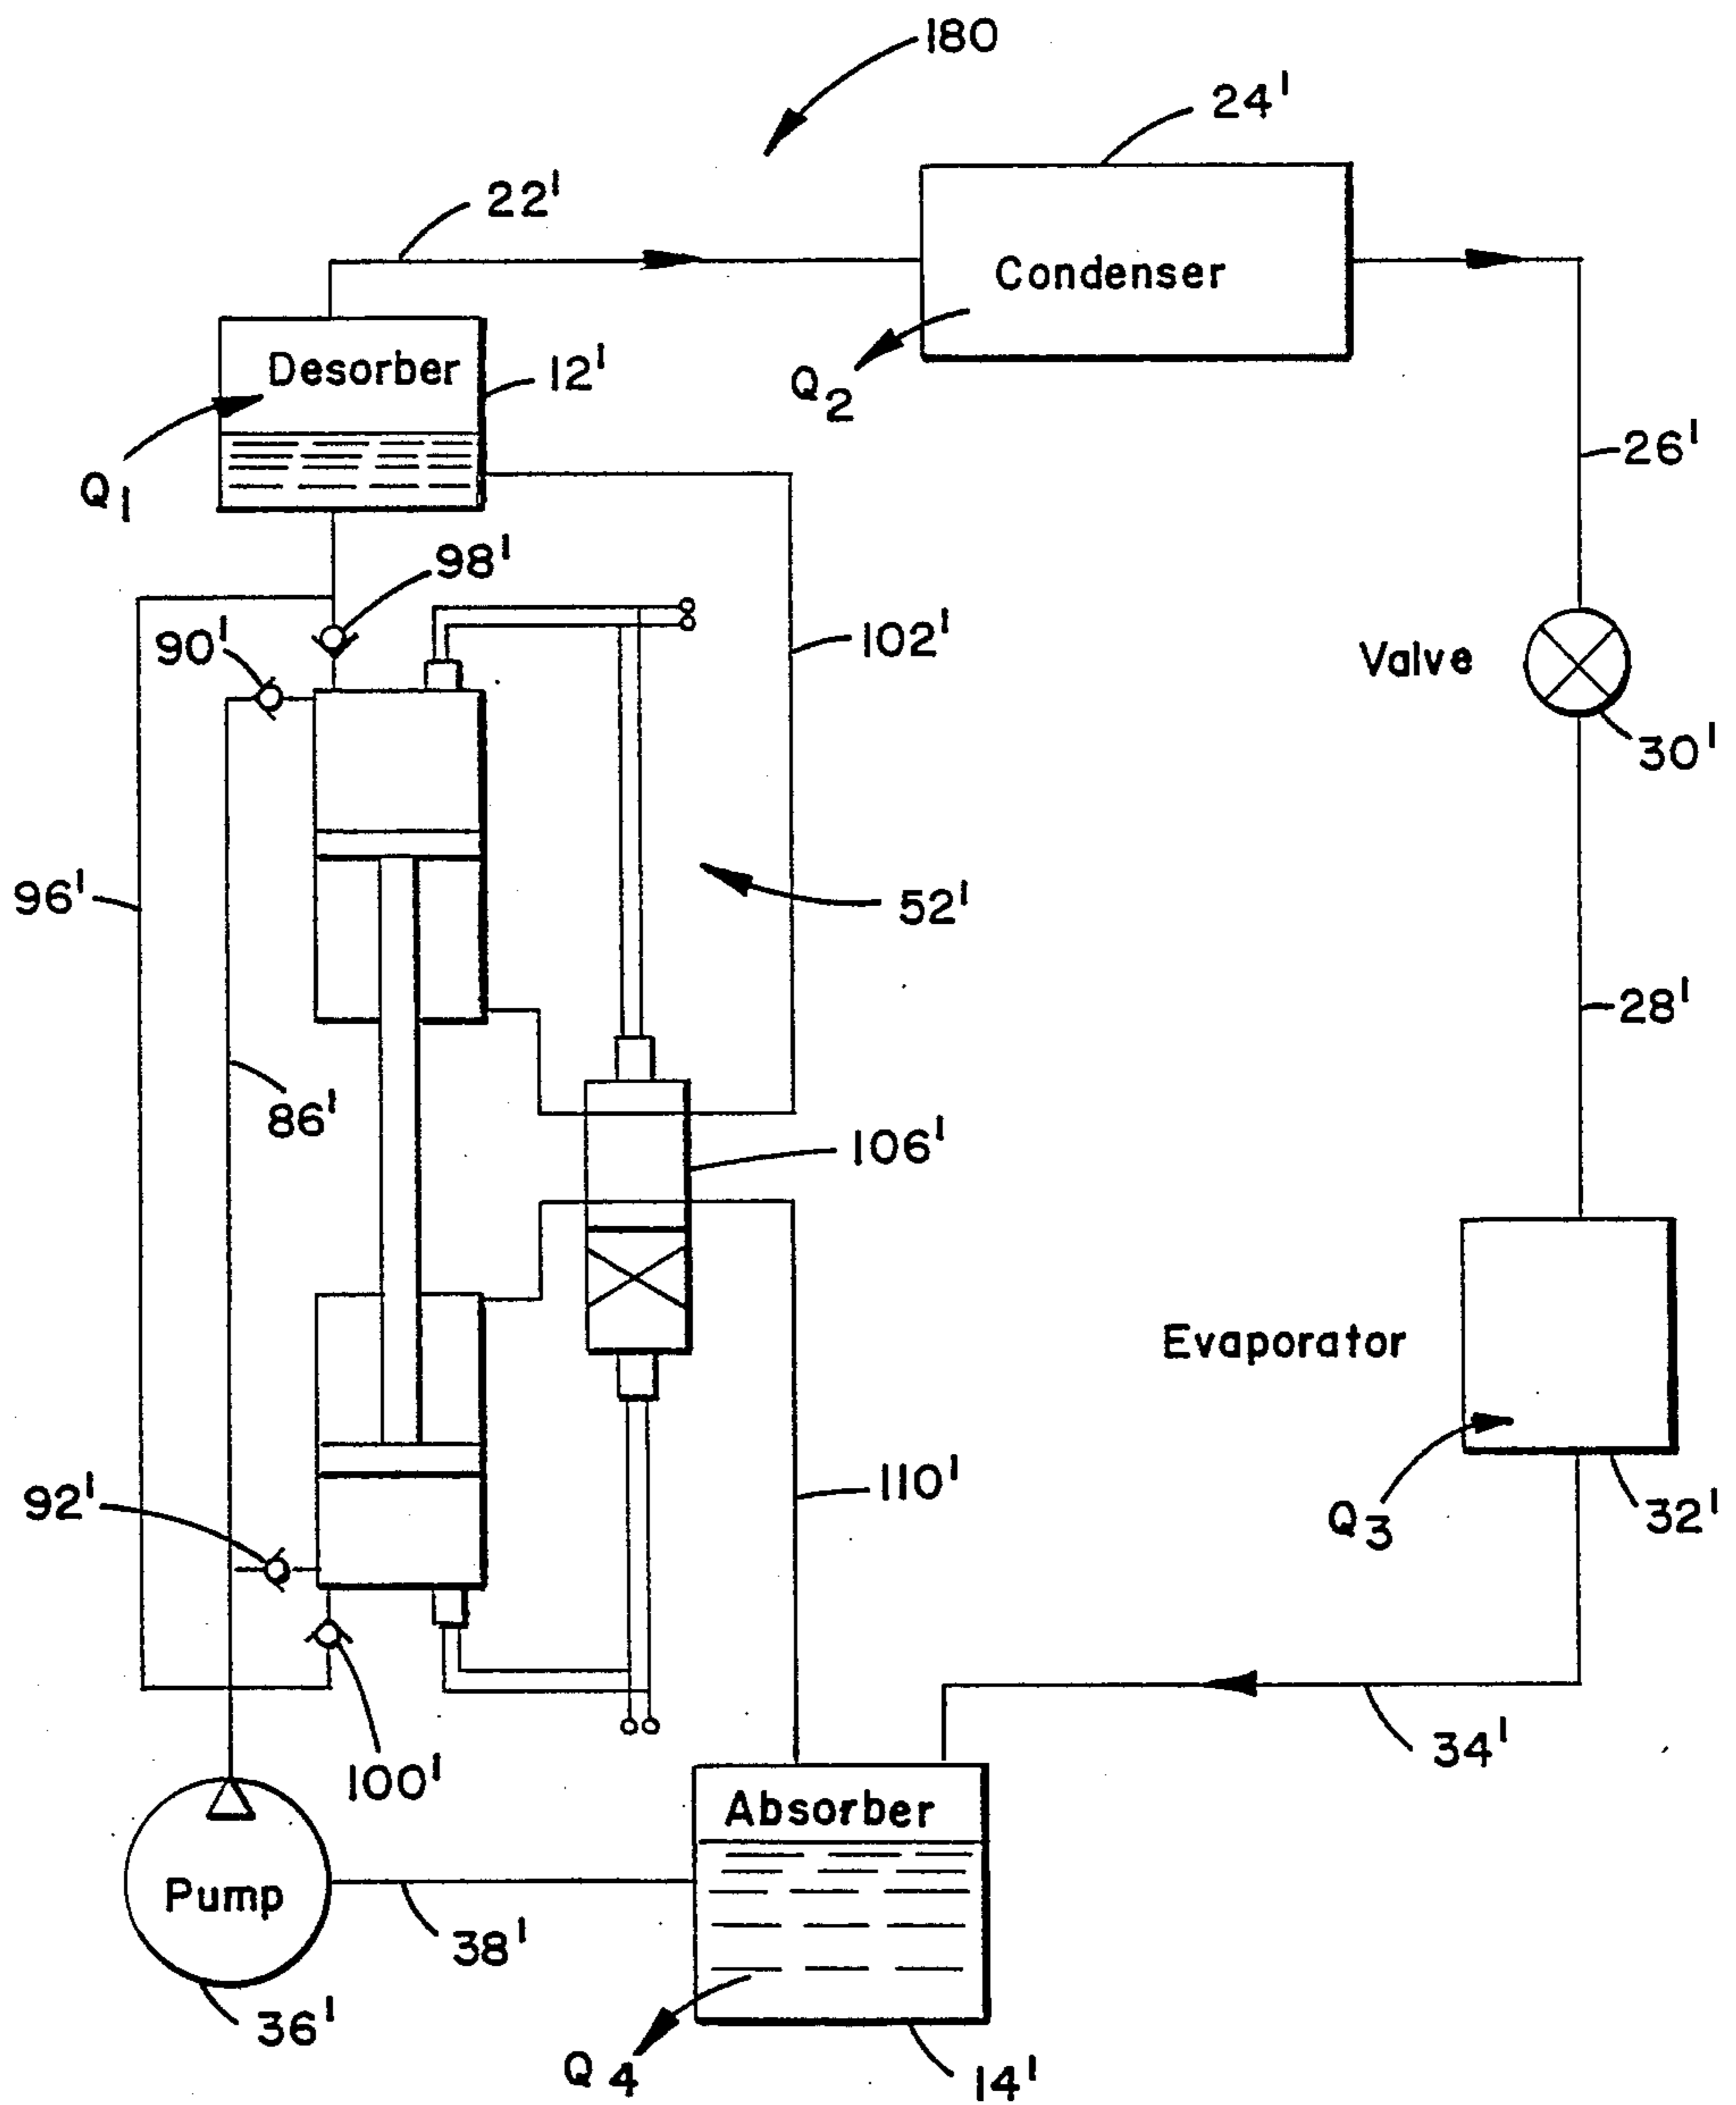 180
24'
22'
Condenser
Desorber
12'
Q2
26'
Q1
98'
90'
102'
Valve
30'
96'
52'
28'
86'
106'
Evaporator
110'
92'
Q3
32'
34'
100'
Absorber
Pump
38'
36'
Q4
14'